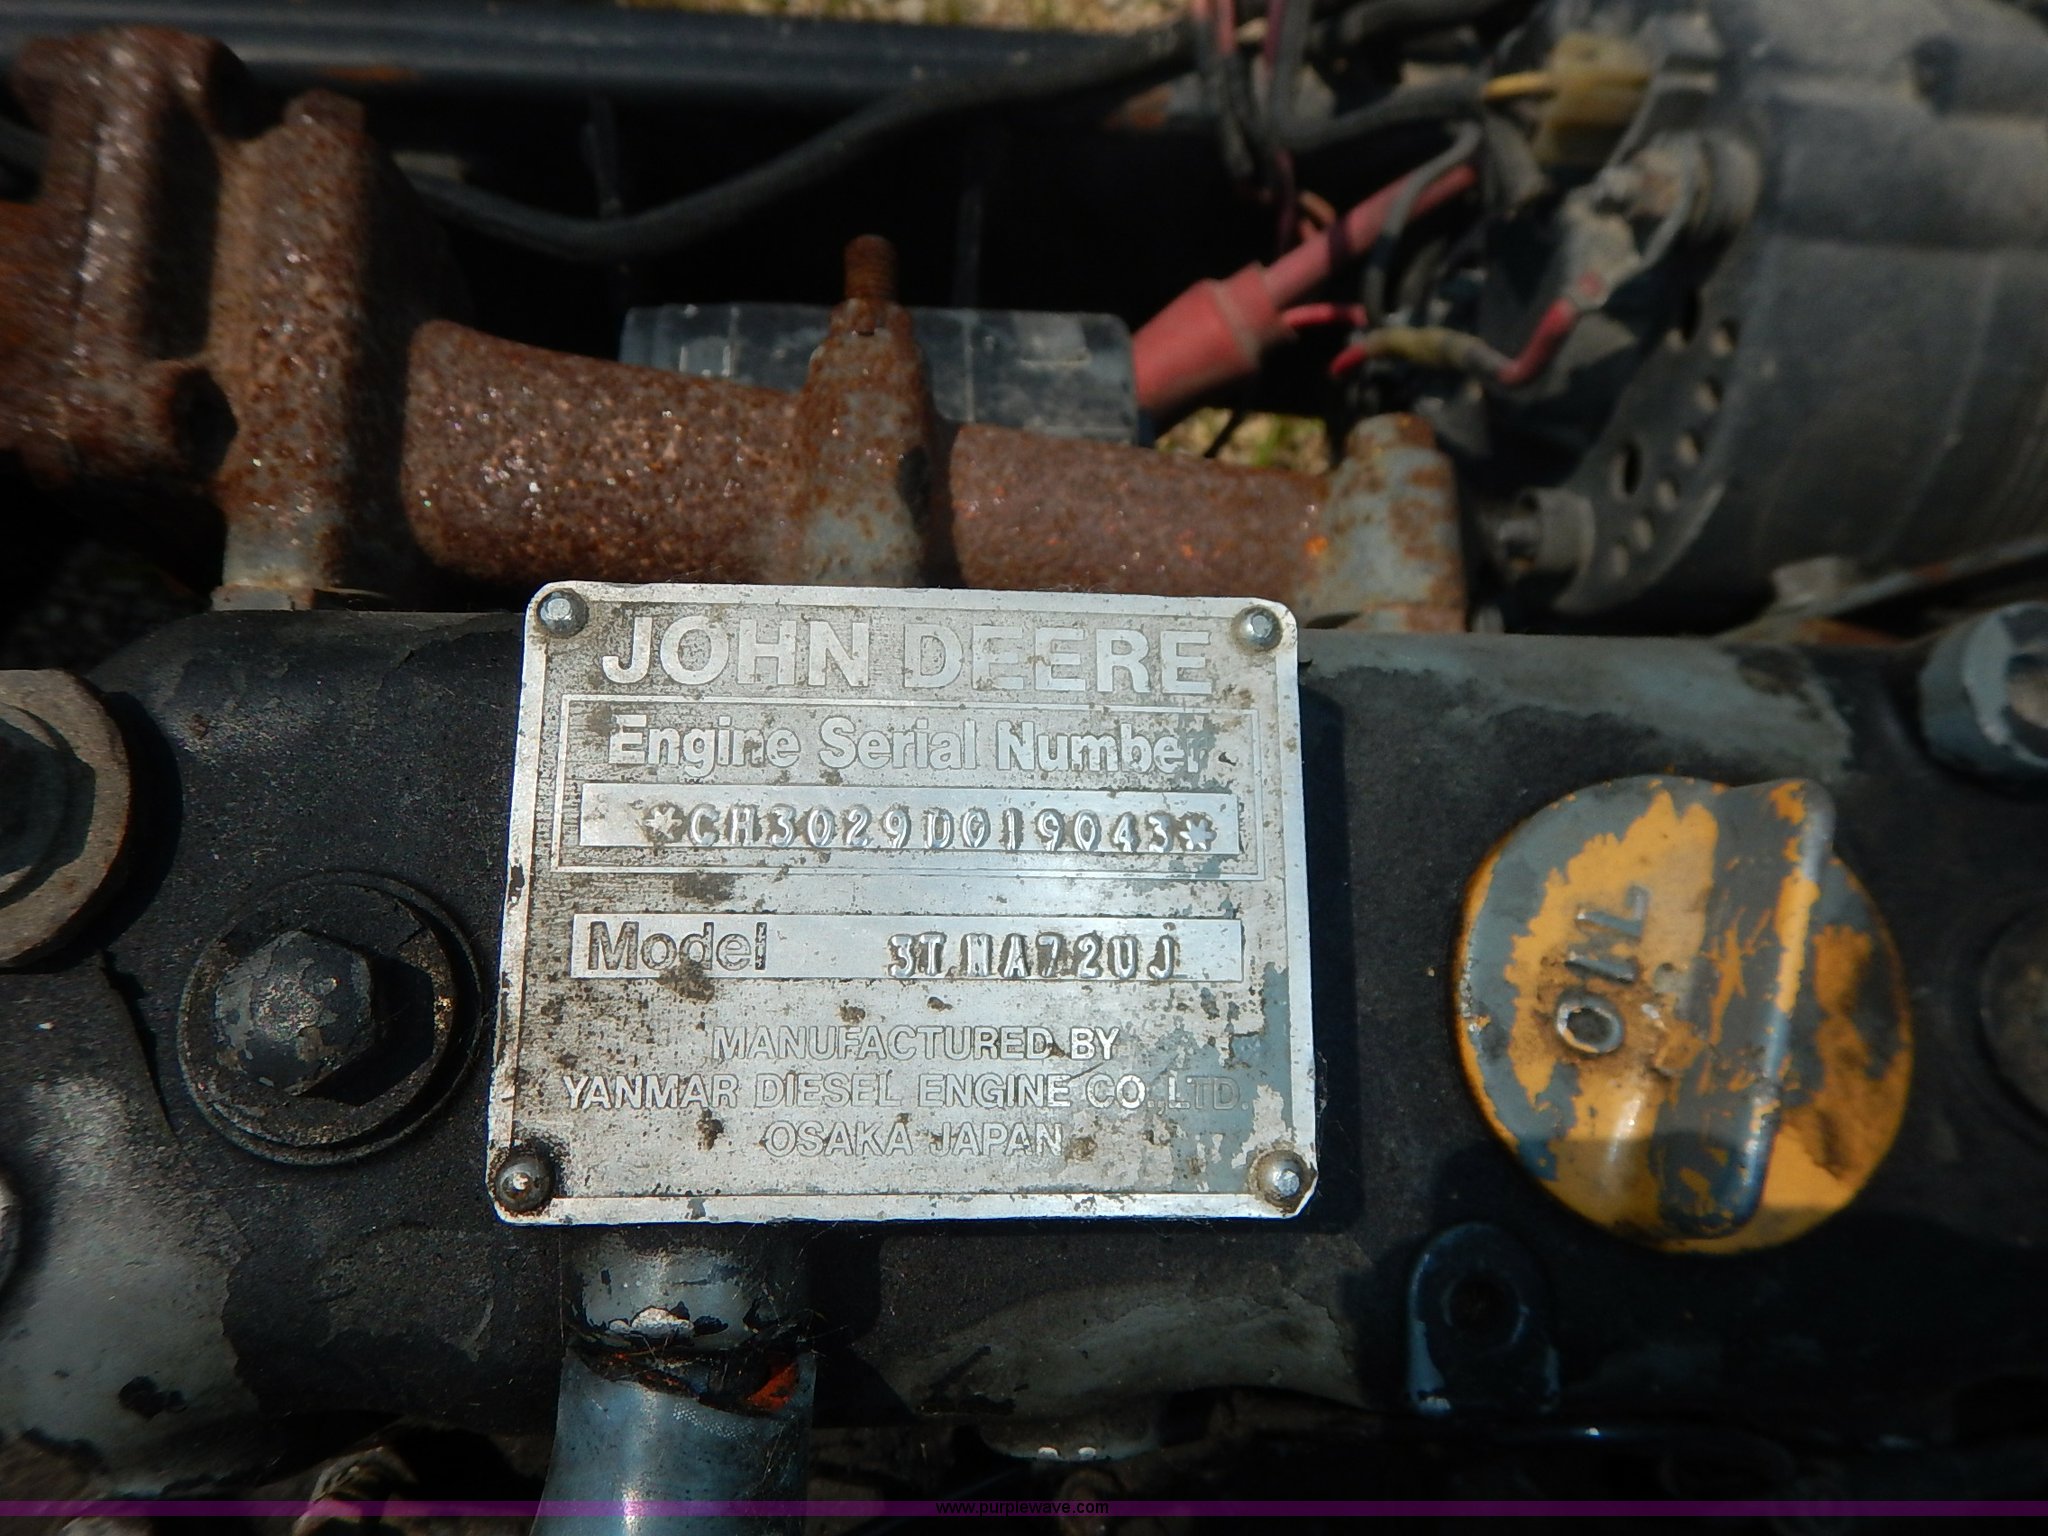 JOHN DEERE
Engine Serial Number
*CH3029D019043*
Model 3TNA72UJ
MANUFACTURED BY
YANMAR DIESEL ENGINE CO.,LTD.
OSAKA JAPAN
OIL
www.purplewave.com